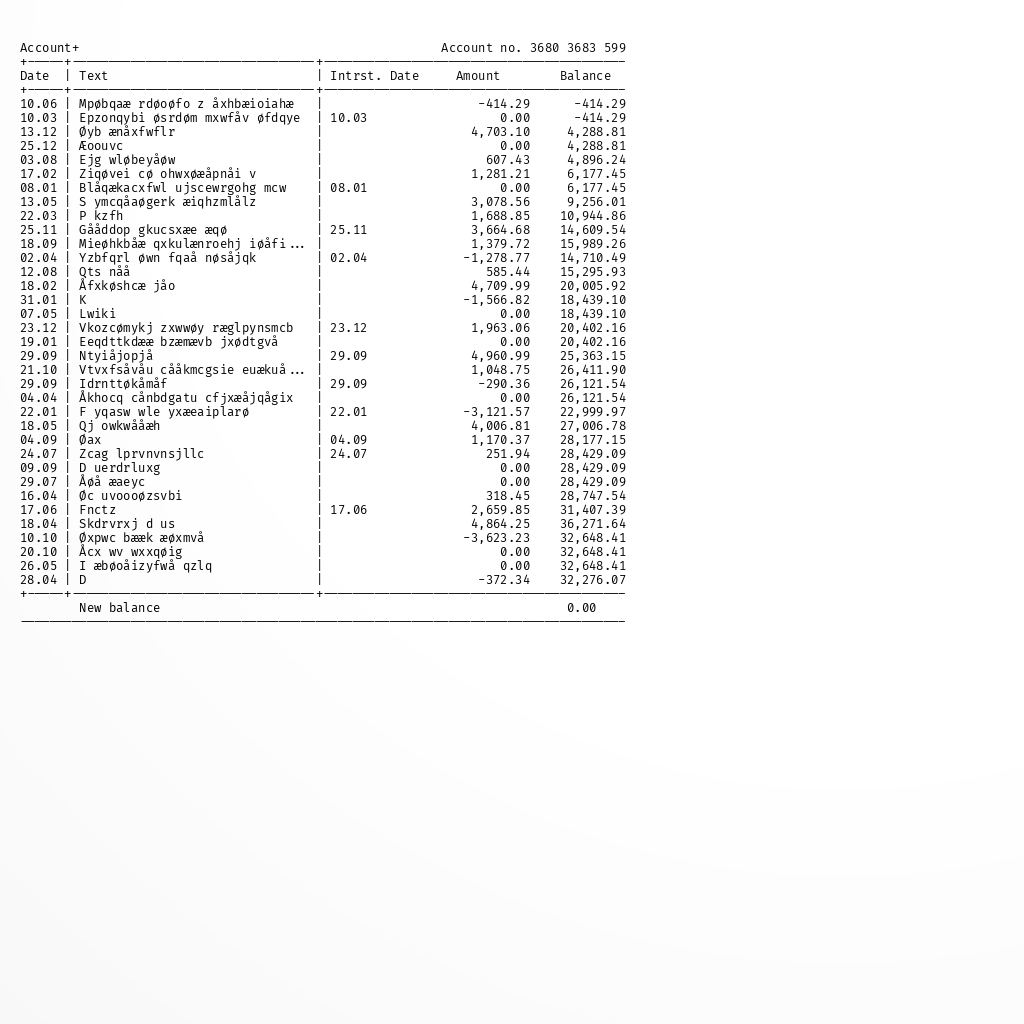 Account+ Account no. 3680 3683 599
Date | Text | Intrst. Date Amount Balance
10.06 | Mpøbqaæ rdøoøfo z åxhbæioiahæ | -414.29 -414.29
10.03 | Epzonqybi øsrdøm mxwfåv øfdqye | 10.03 0.00 -414.29
13.12 | Øyb ænåxfwflr | 4,703.10 4,288.81
25.12 | Æoouvc | 0.00 4,288.81
03.08 | Ejg wløbeyåøw | 607.43 4,896.24
17.02 | Ziqøvei cø ohwxøæåpnåi v | 1,281.21 6,177.45
08.01 | Blåqækacxfwl ujscewrgohg mcw | 08.01 0.00 6,177.45
13.05 | S ymcqåaøgerk æiqhzmlålz | 3,078.56 9,256.01
22.03 | P kzfh | 1,688.85 10,944.86
25.11 | Gååddop gkucsxæe æqø | 25.11 3,664.68 14,609.54
18.09 | Mieøhkbåæ qxkulænroehj iøåfi... | 1,379.72 15,989.26
02.04 | Yzbfqrl øwn fqaå nøsåjqk | 02.04 -1,278.77 14,710.49
12.08 | Qts nåå | 585.44 15,295.93
18.02 | Åfxkøshcæ jåo | 4,709.99 20,005.92
31.01 | K | -1,566.82 18,439.10
07.05 | Lwiki | 0.00 18,439.10
23.12 | Vkozcømykj zxwwøy ræglpynsmcb | 23.12 1,963.06 20,402.16
19.01 | Eeqdttkdææ bzæmævb jxødtgvå | 0.00 20,402.16
29.09 | Ntyiåjopjå | 29.09 4,960.99 25,363.15
21.10 | Vtvxfsåvåu cååkmcgsie euækuå... | 1,048.75 26,411.90
29.09 | Idrnttøkåmåf | 29.09 -290.36 26,121.54
04.04 | Åkhocq cånbdgatu cfjxæåjqågix | 0.00 26,121.54
22.01 | F yqasw wle yxæeaiplarø | 22.01 -3,121.57 22,999.97
18.05 | Qj owkwååæh | 4,006.81 27,006.78
04.09 | Øax | 04.09 1,170.37 28,177.15
24.07 | Zcag lprvnvnsjllc | 24.07 251.94 28,429.09
09.09 | D uerdrluxg | 0.00 28,429.09
29.07 | Åøå æaeyc | 0.00 28,429.09
16.04 | Øc uvoooøzsvbi | 318.45 28,747.54
17.06 | Fnctz | 17.06 2,659.85 31,407.39
18.04 | Skdrvrxj d us | 4,864.25 36,271.64
10.10 | Øxpwc bææk æøxmvå | -3,623.23 32,648.41
20.10 | Åcx wv wxxqøig | 0.00 32,648.41
26.05 | I æbøoåizyfwå qzlq | 0.00 32,648.41
28.04 | D | -372.34 32,276.07
New balance 0.00